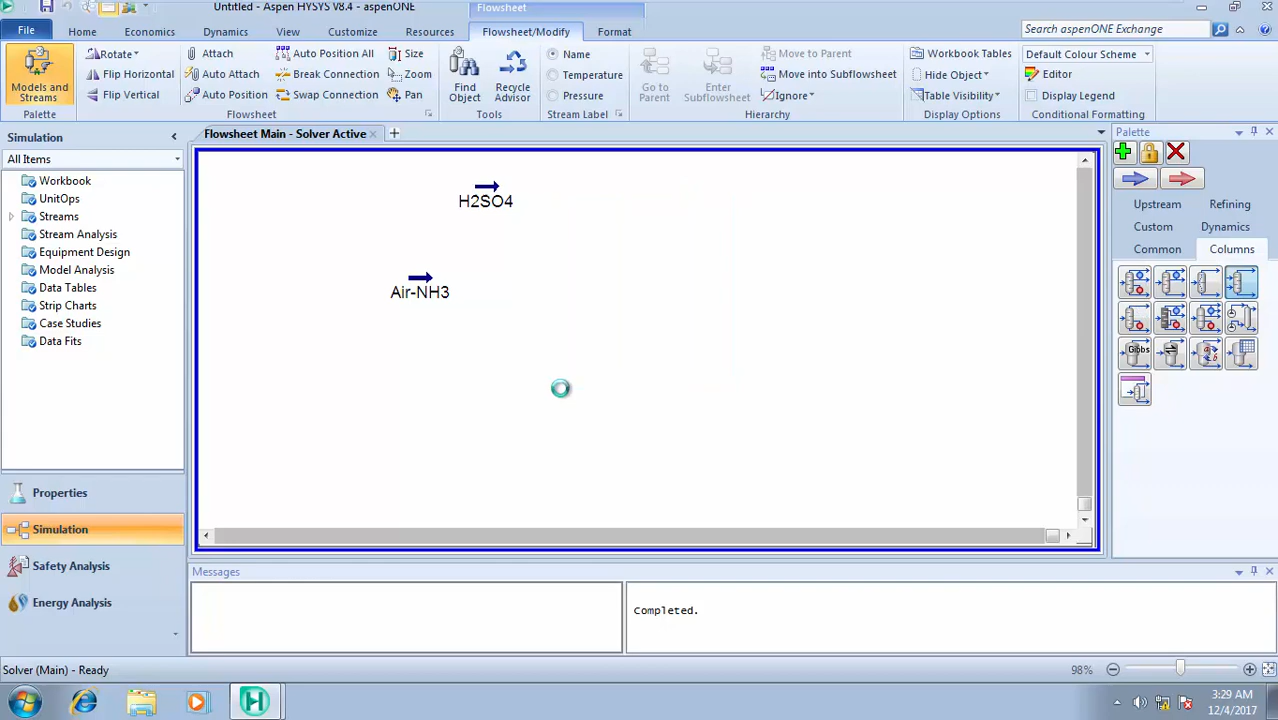 Untitled - Aspen HYSYS V8.4 - aspenONE
Flowsheet
File
Home
Economics
Dynamics
View
Customize
Resources
Flowsheet/Modify
Format
Search aspenONE Exchange
Models and Streams
Palette
Rotate
Flip Horizontal
Flip Vertical
Attach
Auto Attach
Auto Position
Auto Position All
Break Connection
Swap Connection
Size
Zoom
Pan
Flowsheet
Find Object
Recycle Advisor
Tools
Name
Temperature
Pressure
Stream Label
Go to Parent
Enter Subflowsheet
Move to Parent
Move into Subflowsheet
Ignore
Hierarchy
Workbook Tables
Hide Object
Table Visibility
Display Options
Default Colour Scheme
Editor
Display Legend
Conditional Formatting
Simulation
All Items
Workbook
UnitOps
Streams
Stream Analysis
Equipment Design
Model Analysis
Data Tables
Strip Charts
Case Studies
Data Fits
Properties
Simulation
Safety Analysis
Energy Analysis
Flowsheet Main - Solver Active
H2SO4
Air-NH3
Palette
Upstream
Refining
Custom
Dynamics
Common
Columns
Gibbs
Messages
Completed.
Solver (Main) - Ready
98%
3:29 AM
12/4/2017